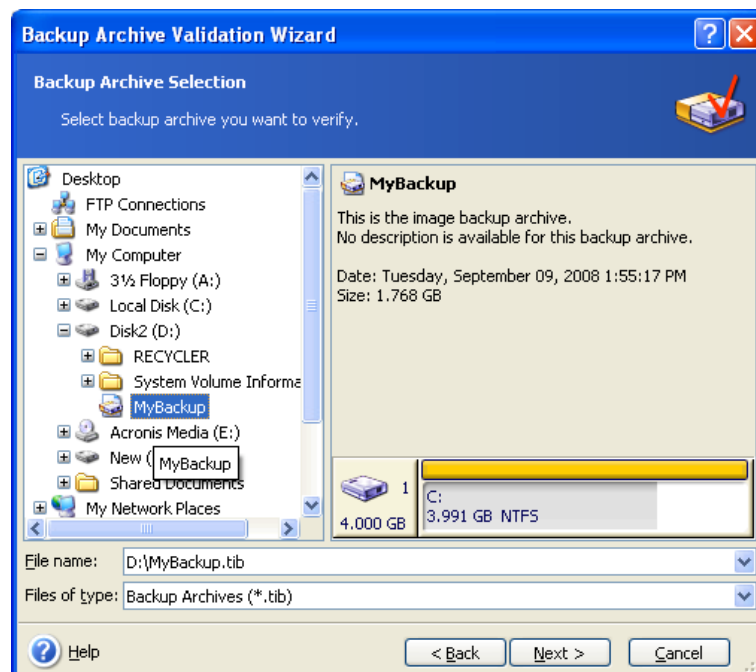 Backup Archive Validation Wizard
Backup Archive Selection
Select backup archive you want to verify.
Desktop
FTP Connections
My Documents
My Computer
3½ Floppy (A:)
Local Disk (C:)
Disk2 (D:)
RECYCLER
System Volume Informa
MyBackup
Acronis Media (E:)
New (
MyBackup
Shared Documents
My Network Places
MyBackup
This is the image backup archive.
No description is available for this backup archive.
Date: Tuesday, September 09, 2008 1:55:17 PM
Size: 1.768 GB
1
4.000 GB
C:
3.991 GB NTFS
File name: D:\MyBackup.tib
Files of type: Backup Archives (*.tib)
Help < Back Next > Cancel